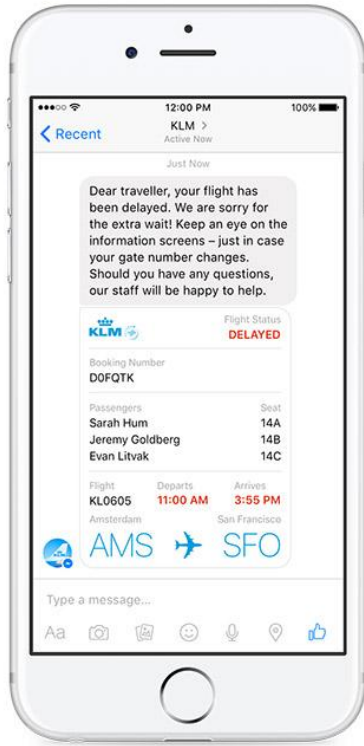 12:00 PM 100%
Recent KLM >
Active Now
Just Now
Dear traveller, your flight has
been delayed. We are sorry for
the extra wait! Keep an eye on the
information screens – just in case
your gate number changes.
Should you have any questions,
our staff will be happy to help.
KLM Flight Status
DELAYED
Booking Number
D0FQTK
Passengers Seat
Sarah Hum 14A
Jeremy Goldberg 14B
Evan Litvak 14C
Flight Departs Arrives
KL0605 11:00 AM 3:55 PM
Amsterdam San Francisco
AMS SFO
Type a message...
Aa